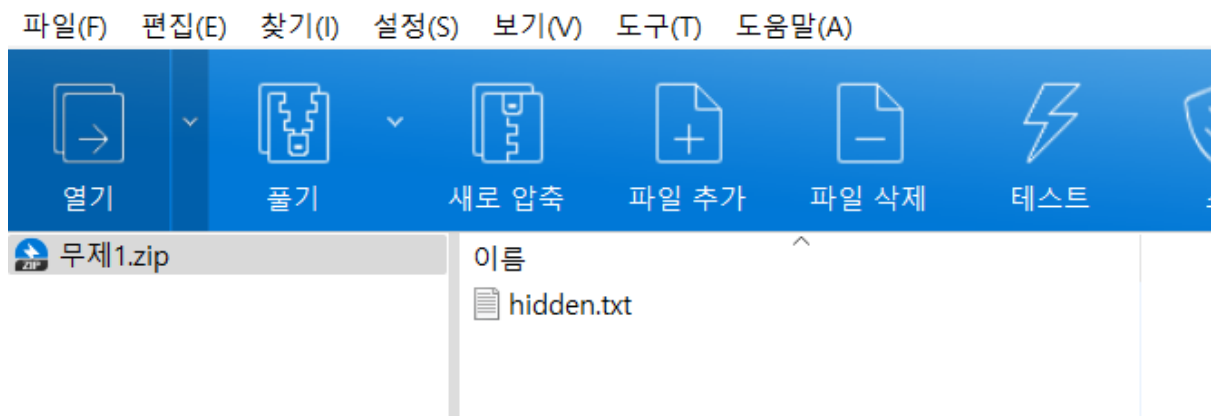 파일(F) 편집(E) 찾기(I) 설정(S) 보기(V) 도구(T) 도움말(A)
열기 풀기 새로 압축 파일 추가 파일 삭제 테스트
무제1.zip
이름
hidden.txt
ZIP